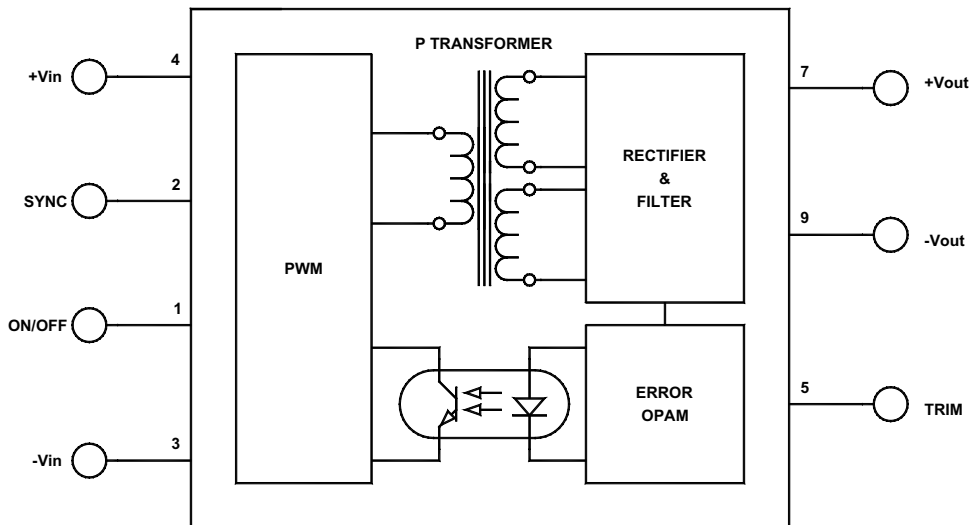 P TRANSFORMER
4
+Vin
2
SYNC
1
ON/OFF
3
-Vin
PWM
RECTIFIER
&
FILTER
ERROR
OPAM
7
+Vout
9
-Vout
5
TRIM